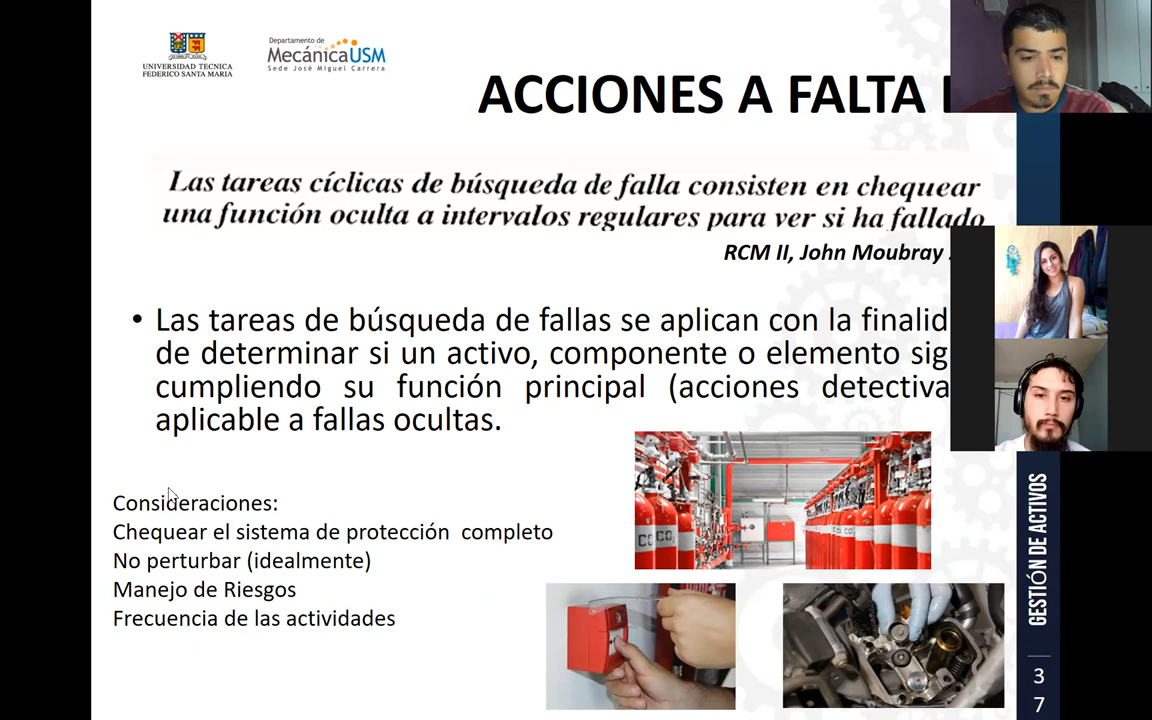 UNIVERSIDAD TECNICA
FEDERICO SANTA MARIA
Departamento de
MecánicaUSM
Sede José Miguel Carrera
ACCIONES A FALTA
Las tareas cíclicas de búsqueda de falla consisten en chequear
una función oculta a intervalos regulares para ver si ha fallado
RCM II, John Moubray
• Las tareas de búsqueda de fallas se aplican con la finalid
de determinar si un activo, componente o elemento sig
cumpliendo su función principal (acciones detectiva
aplicable a fallas ocultas.
Consideraciones:
Chequear el sistema de protección completo
No perturbar (idealmente)
Manejo de Riesgos
Frecuencia de las actividades
CO
CO2
GESTIÓN DE ACTIVOS
3
7